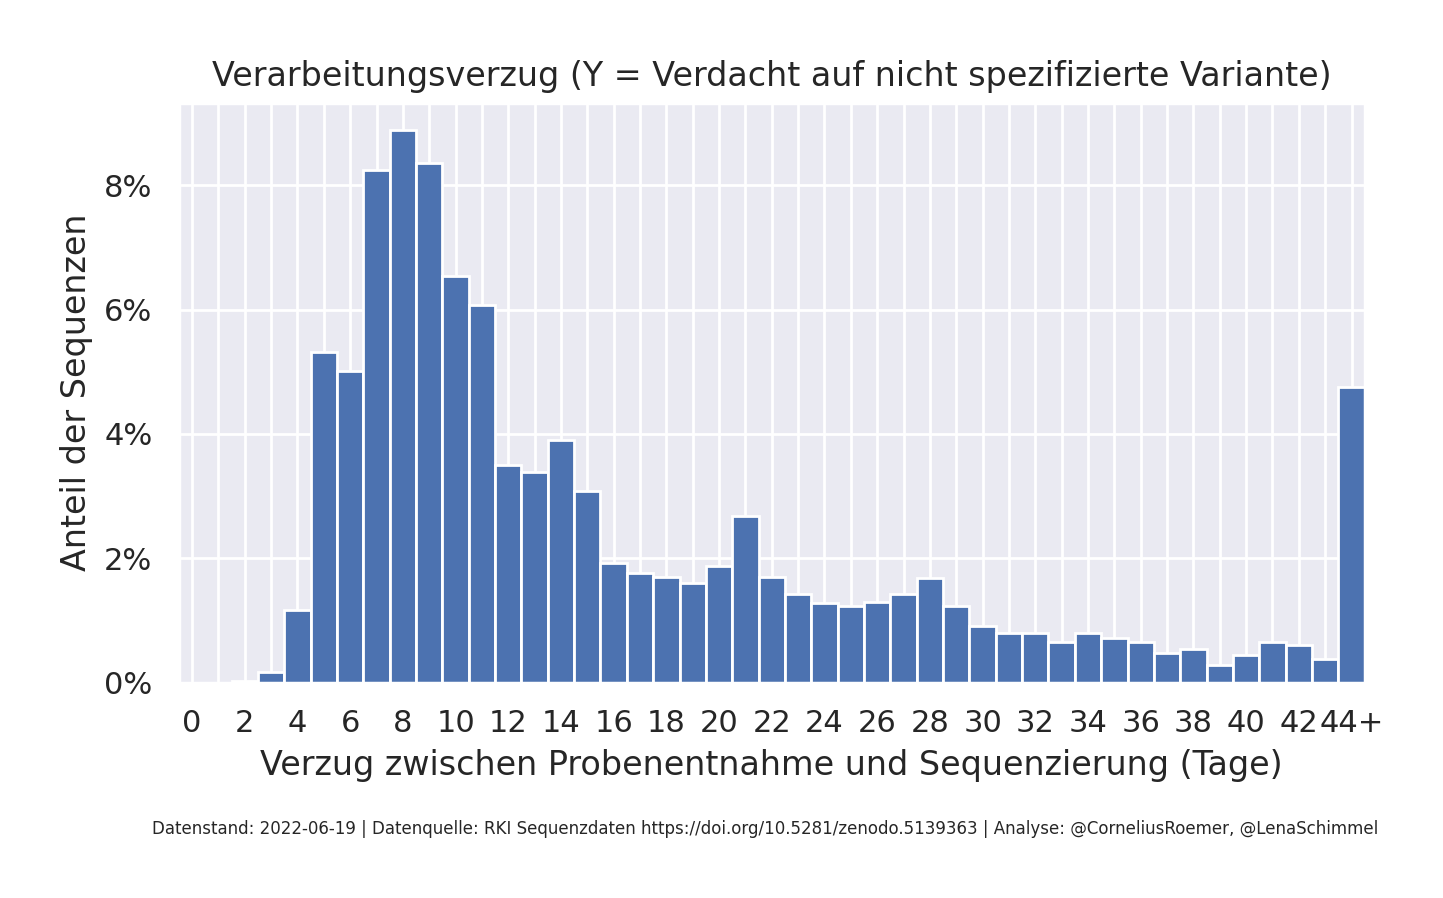 Verarbeitungsverzug (Y = Verdacht auf nicht spezifizierte Variante)
Anteil der Sequenzen
8%
6%
4%
2%
0%
0 2 4 6 8 10 12 14 16 18 20 22 24 26 28 30 32 34 36 38 40 42 44+
Verzug zwischen Probenentnahme und Sequenzierung (Tage)
Datenstand: 2022-06-19 | Datenquelle: RKI Sequenzdaten https://doi.org/10.5281/zenodo.5139363 | Analyse: @CorneliusRoemer, @LenaSchimmel